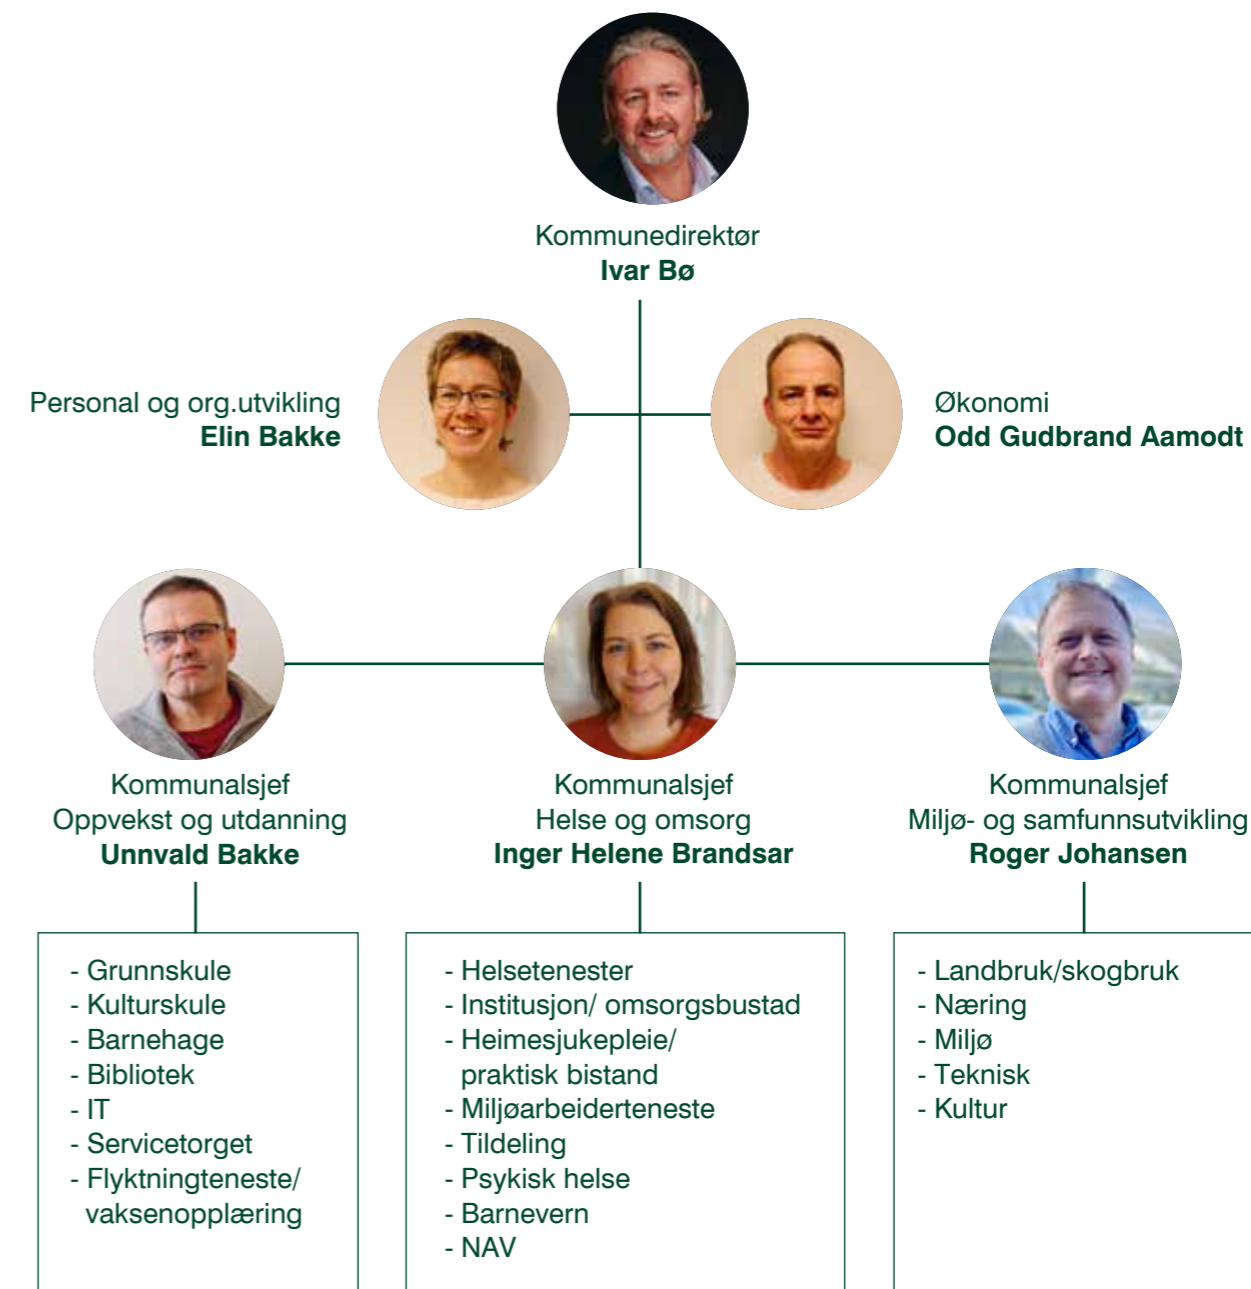 Kommunedirektør
Ivar Bø
Personal og org.utvikling
Elin Bakke
Økonomi
Odd Gudbrand Aamodt
Kommunalsjef
Oppvekst og utdanning
Unnvald Bakke
Kommunalsjef
Helse og omsorg
Inger Helene Brandsar
Kommunalsjef
Miljø- og samfunnsutvikling
Roger Johansen
- Grunnskule
- Kulturskule
- Barnehage
- Bibliotek
- IT
- Servicetorget
- Flyktningteneste/
vaksenopplæring
- Helsetenester
- Institusjon/ omsorgsbustad
- Heimesjukepleie/
praktisk bistand
- Miljøarbeiderteneste
- Tildeling
- Psykisk helse
- Barnevern
- NAV
- Landbruk/skogbruk
- Næring
- Miljø
- Teknisk
- Kultur